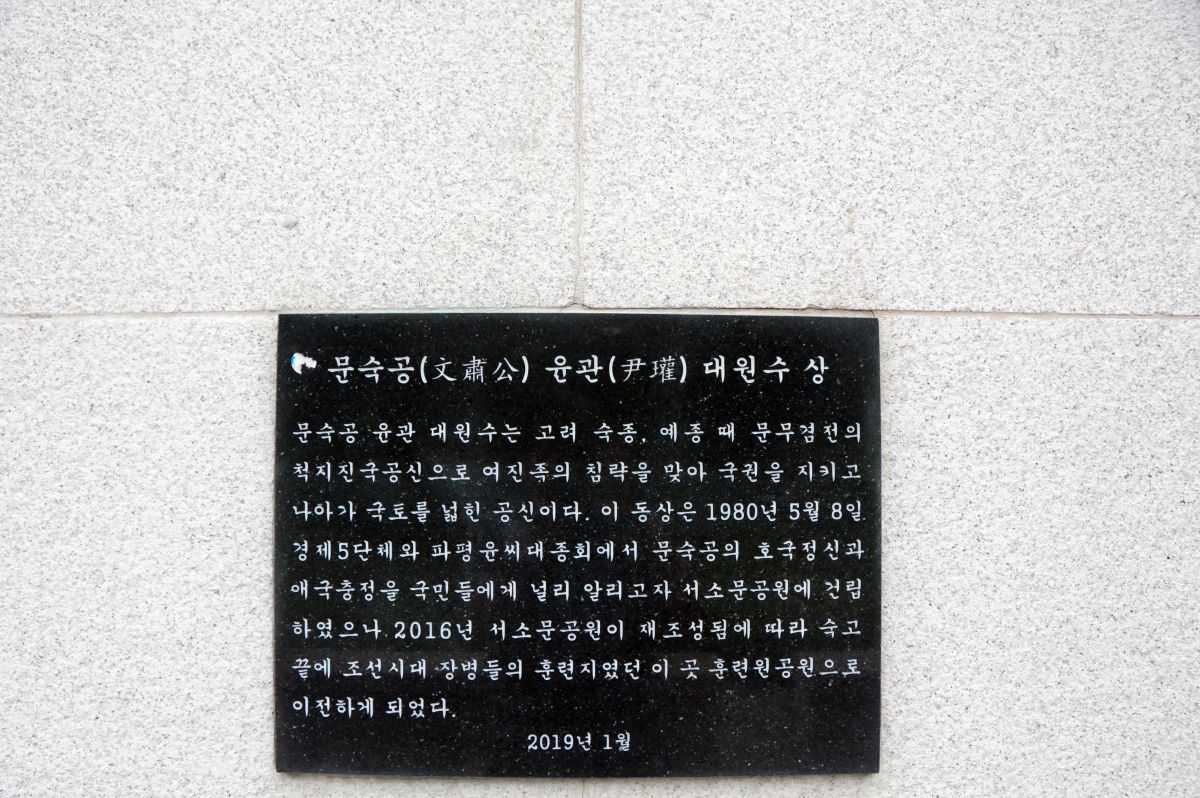 문숙공(文肅公) 윤관(尹瓘) 대원수 상
문숙공 윤관 대원수는 고려 숙종, 예종 때 문무겸전의
척지진국공신으로 여진족의 침략을 맞아 국권을 지키고
나아가 국토를 넓힌 공신이다. 이 동상은 1980년 5월 8일
경제5단체와 파평윤씨대종회에서 문숙공의 호국정신과
애국충정을 국민들에게 널리 알리고자 서소문공원에 건립
하였으나 2016년 서소문공원이 재조성됨에 따라 숙고
끝에 조선시대 장병들의 훈련지였던 이 곳 훈련원공원으로
이전하게 되었다.
2019년 1월